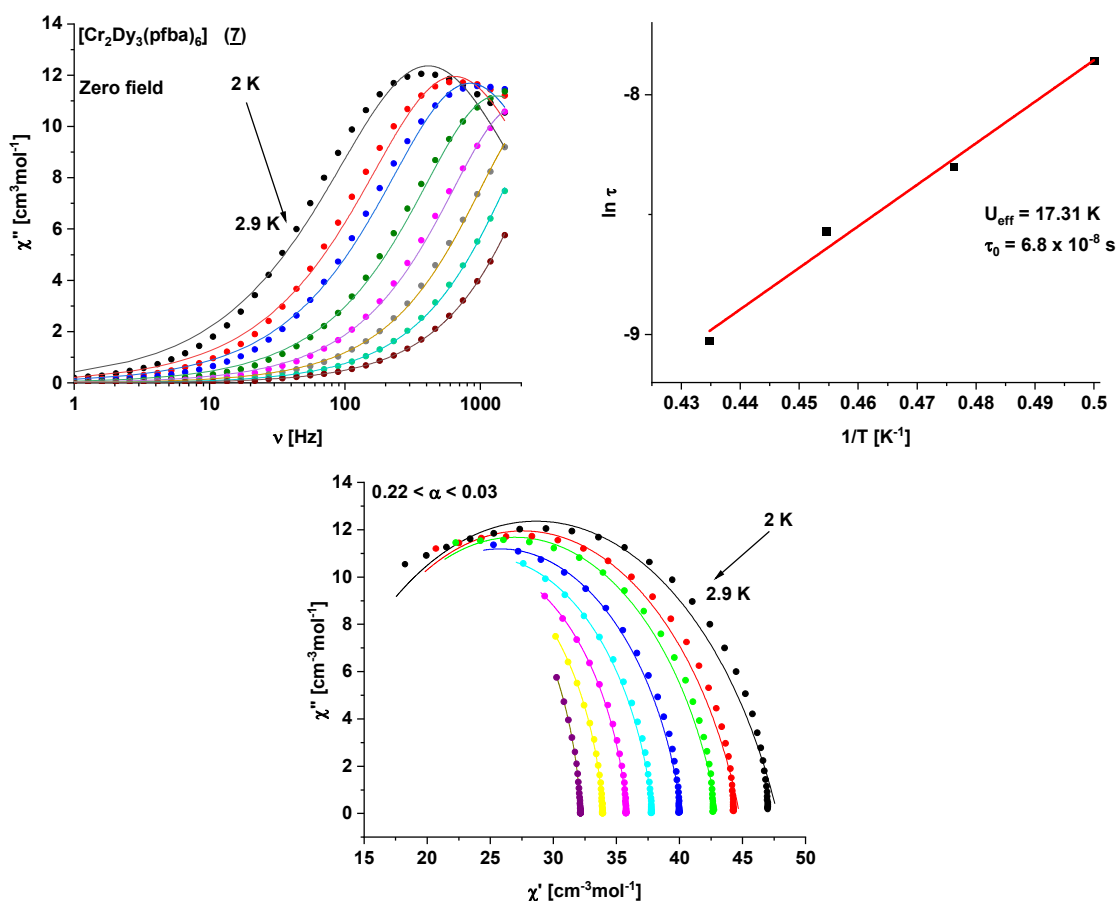 [Cr₂Dy₃(pfba)₆] (7)
Zero field
2 K
2.9 K
14
12
10
8
6
4
2
0
χ'' [cm³mol⁻¹]
1
10
100
1000
ν [Hz]
-8
-9
ln τ
U_eff = 17.31 K
τ₀ = 6.8 x 10⁻⁸ s
0.43
0.44
0.45
0.46
0.47
0.48
0.49
0.5
1/T [K⁻¹]
0.22 < α < 0.03
2 K
2.9 K
14
12
10
8
6
4
2
0
χ'' [cm⁻³mol⁻¹]
15
20
25
30
35
40
45
50
χ' [cm⁻³mol⁻¹]